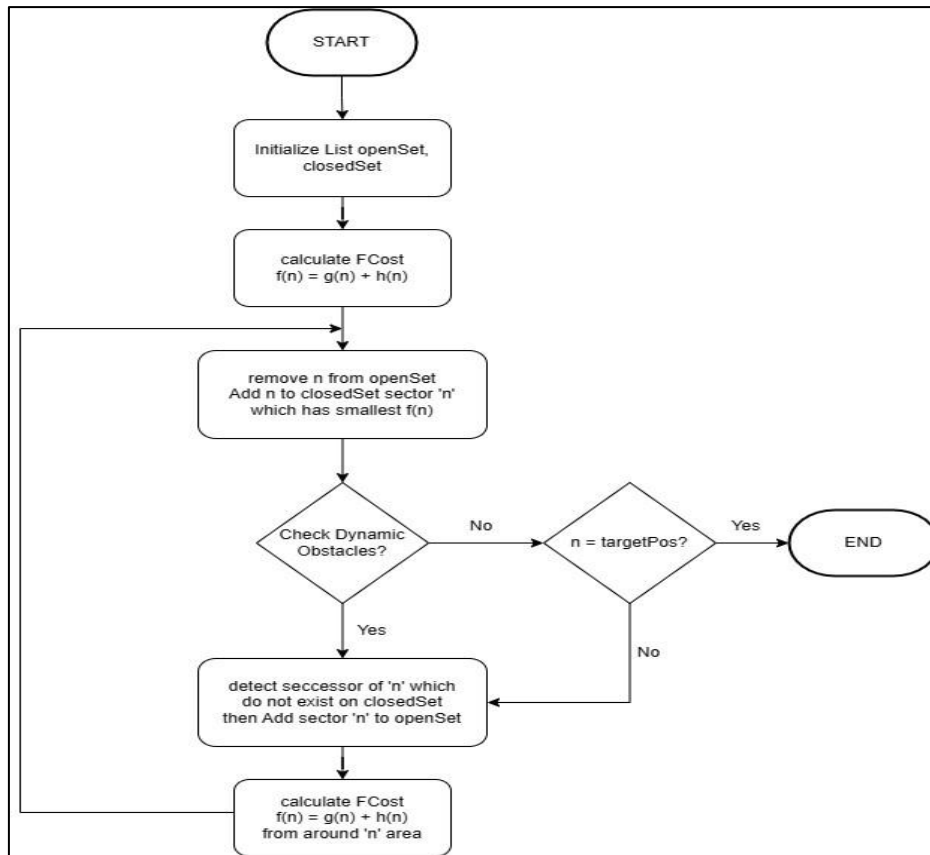 START
Initialize List openSet,
closedSet
calculate FCost
f(n) = g(n) + h(n)
remove n from openSet
Add n to closedSet sector 'n'
which has smallest f(n)
Check Dynamic
Obstacles?
No
n = targetPos?
Yes
END
Yes
No
detect seccessor of 'n' which
do not exist on closedSet
then Add sector 'n' to openSet
calculate FCost
f(n) = g(n) + h(n)
from around 'n' area